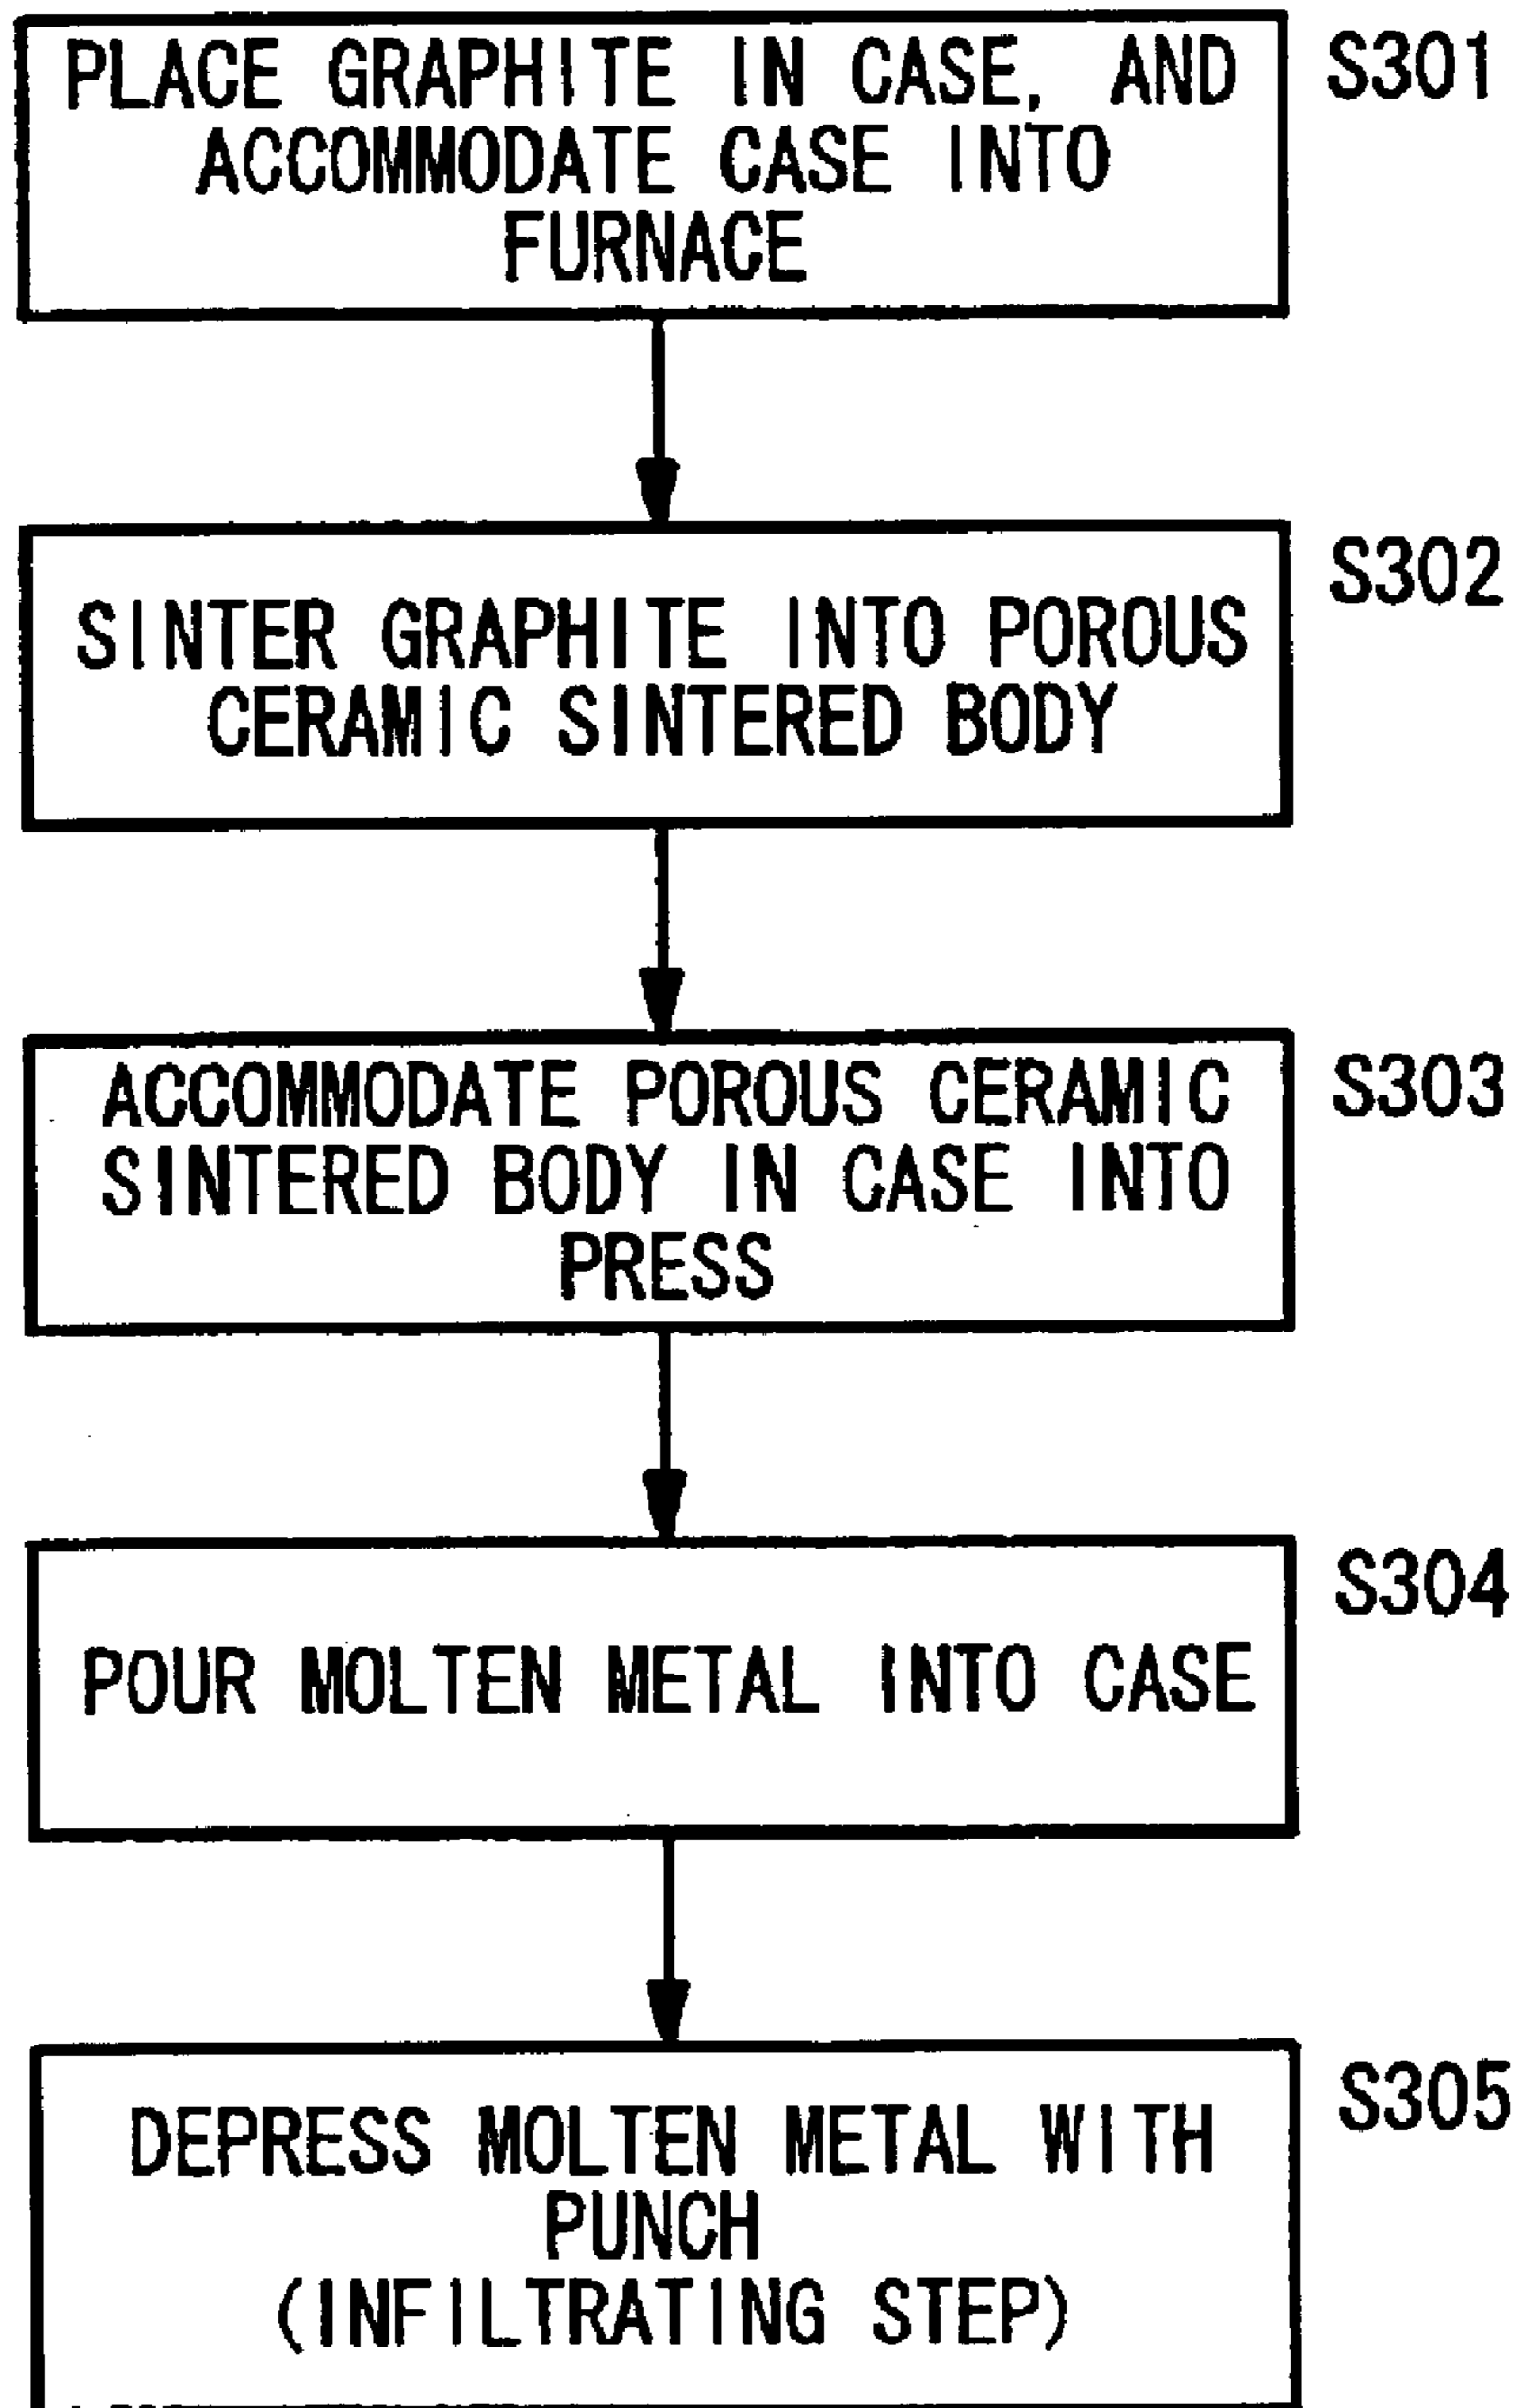 PLACE GRAPHITE IN CASE, AND
ACCOMMODATE CASE INTO
FURNACE
S301
SINTER GRAPHITE INTO POROUS
CERAMIC SINTERED BODY
S302
ACCOMMODATE POROUS CERAMIC
SINTERED BODY IN CASE INTO
PRESS
S303
POUR MOLTEN METAL INTO CASE
S304
DEPRESS MOLTEN METAL WITH
PUNCH
(INFILTRATING STEP)
S305